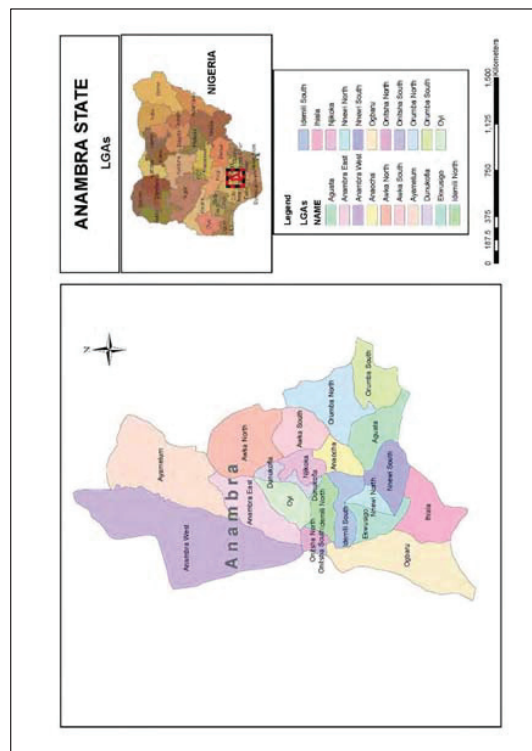 ANAMBRA STATE
LGAs
NIGERIA
Legend
LGAs
NAME
Aguata
Anambra East
Anambra West
Anaocha
Awka North
Awka South
Ayamelum
Dunukofia
Ekwusigo
Idemili North
Idemili South
Ihiala
Njikoka
Nnewi North
Nnewi South
Ogbaru
Onitsha North
Onitsha South
Orumba North
Orumba South
Oyi
0 187.5 375 750 1,125 1,500
Kilometers
N
Ayamelum
Anambra West
Anambra
Awka North
Anambra East
Awka South
Dunukofia
Oyi
Njikoka
Dunukofia
Orumba North
Anaocha
Onitsha North
Onitsha South
Idemili North
Idemili South
Orumba South
Aguata
Nnewi North
Nnewi South
Ekwusigo
Ogbaru
Ihiala